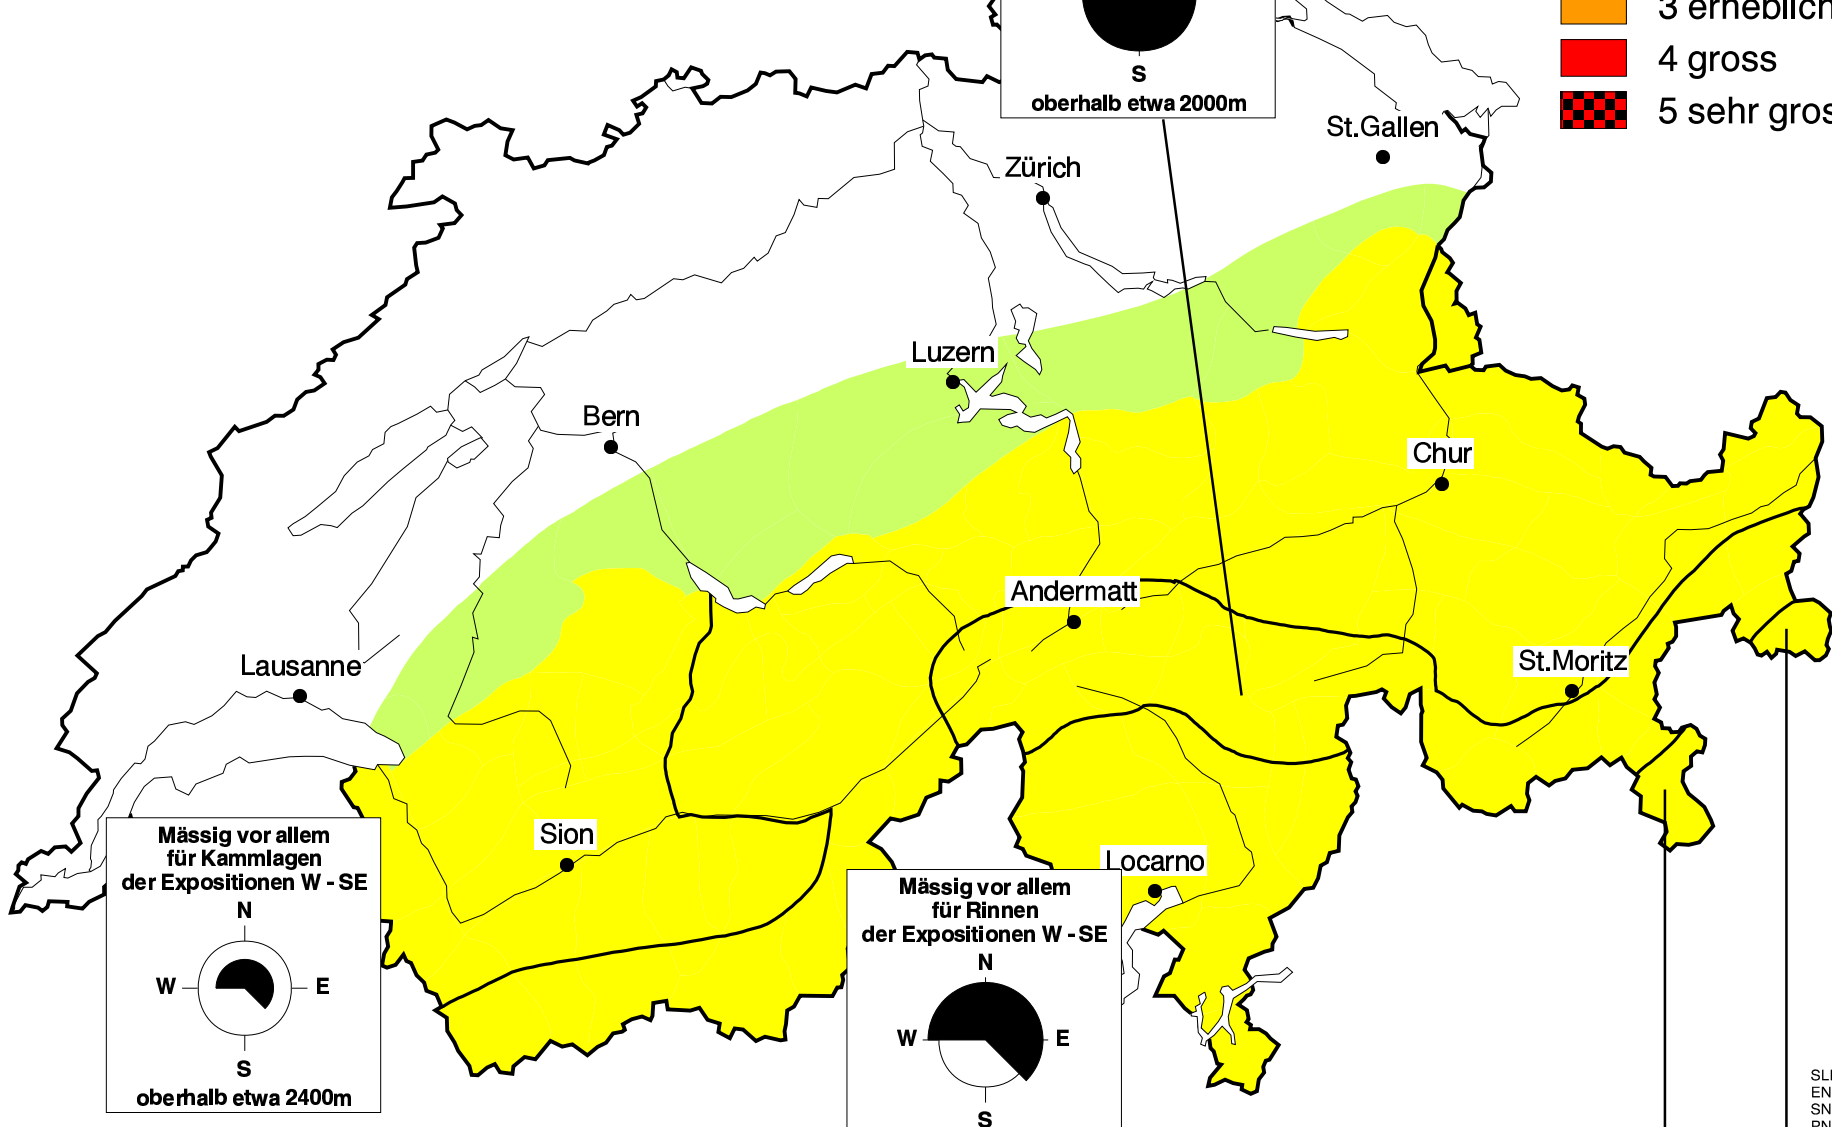 3 erheblich
4 gross
S
oberhalb etwa 2000m
5 sehr gros
St.Gallen
Zürich
Luzern
Bern
Chur
Andermatt
St.Moritz
Lausanne
Sion
Locarno
Mässig vor allem
für Kammlagen
der Expositionen W - SE
N
W
E
S
oberhalb etwa 2400m
Mässig vor allem
für Rinnen
der Expositionen W - SE
N
W
E
S
EN
SN